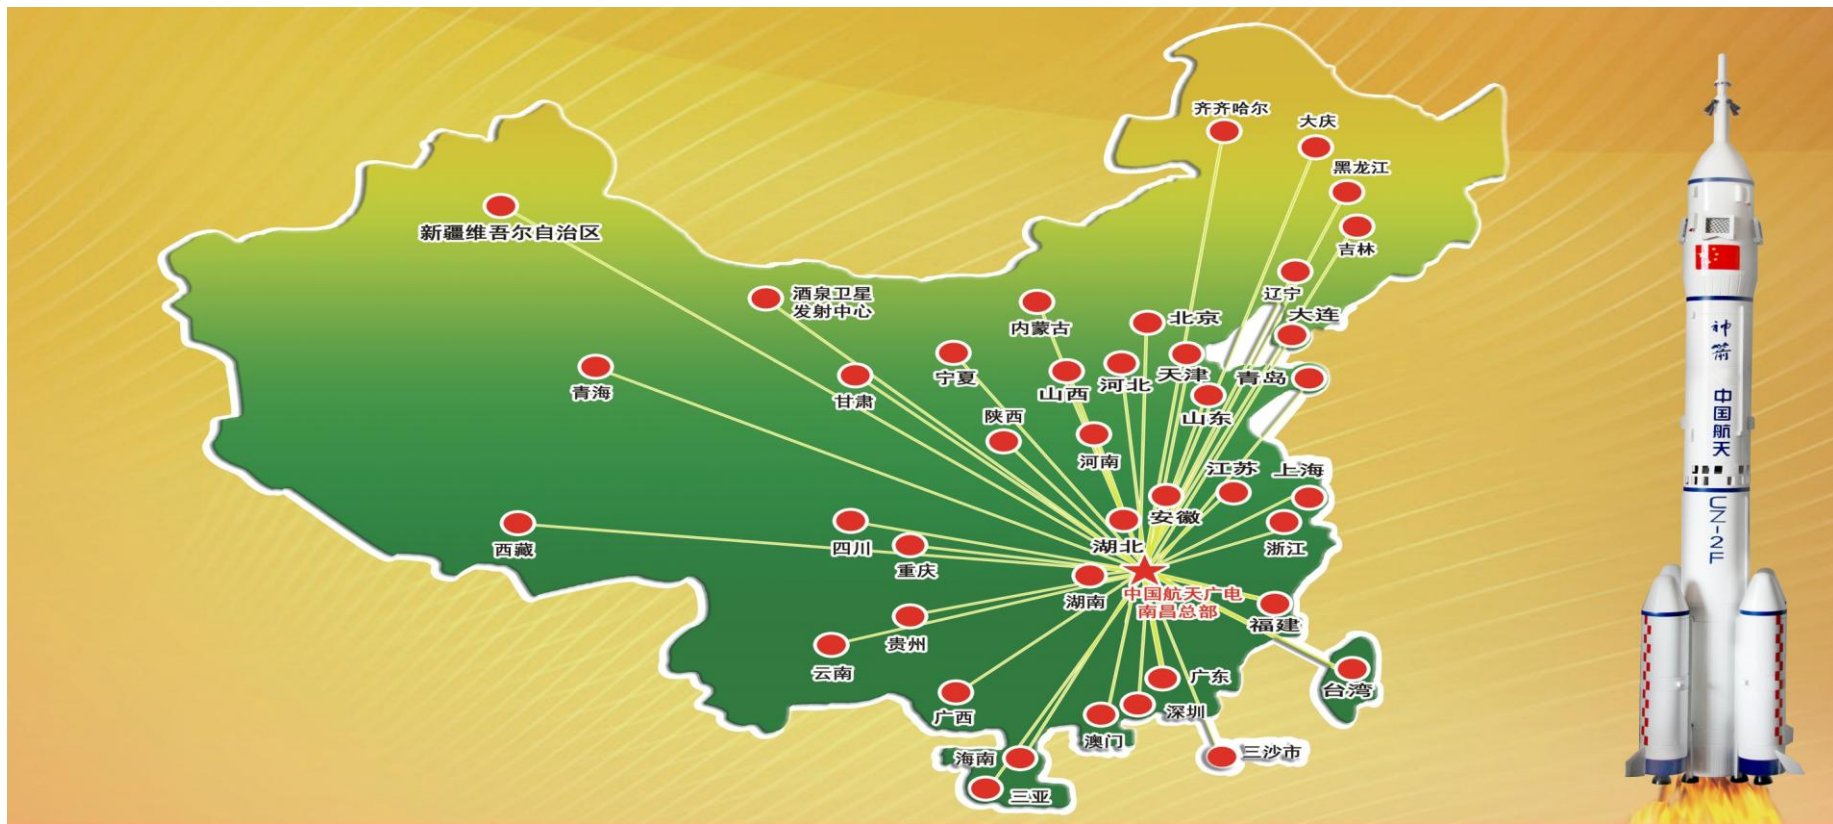 齐齐哈尔
大庆
黑龙江
吉林
新疆维吾尔自治区
辽宁
酒泉卫星
发射中心
内蒙古
北京
大连
宁夏
山西
河北
天津
青岛
青海
甘肃
陕西
山东
河南
江苏
上海
安徽
西藏
四川
湖北
浙江
重庆
湖南
中国航天广电
南昌总部
福建
贵州
云南
广东
台湾
广西
深圳
澳门
海南
三沙市
三亚
神箭
中国航天
CZ-2F